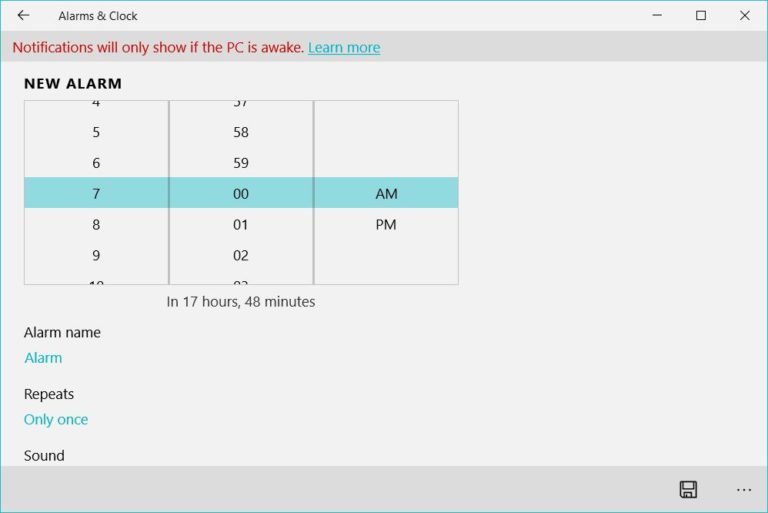 Alarms & Clock
Notifications will only show if the PC is awake. Learn more
NEW ALARM
4 57
5 58
6 59
7 00 AM
8 01 PM
9 02
10 03
In 17 hours, 48 minutes
Alarm name
Alarm
Repeats
Only once
Sound